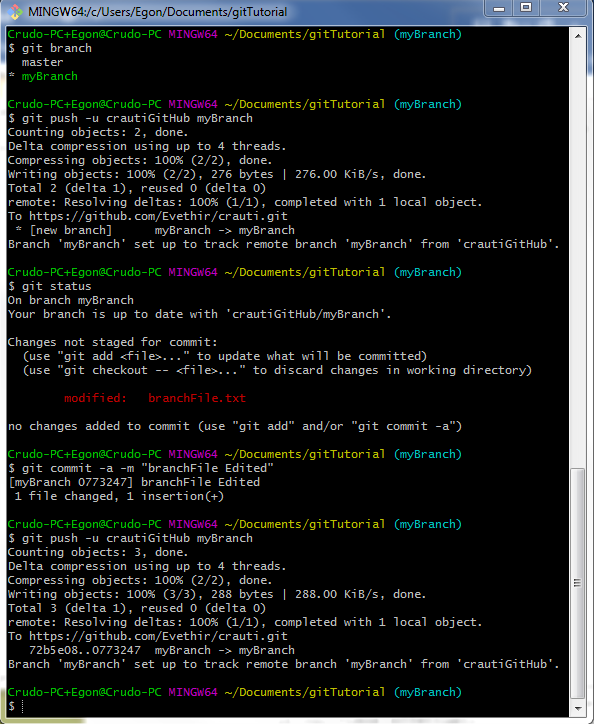 MINGW64:/c/Users/Egon/Documents/gitTutorial
Crudo-PC+Egon@Crudo-PC MINGW64 ~/Documents/gitTutorial (myBranch)
$ git branch
  master
* myBranch

Crudo-PC+Egon@Crudo-PC MINGW64 ~/Documents/gitTutorial (myBranch)
$ git push -u crautiGitHub myBranch
Counting objects: 2, done.
Delta compression using up to 4 threads.
Compressing objects: 100% (2/2), done.
Writing objects: 100% (2/2), 276 bytes | 276.00 KiB/s, done.
Total 2 (delta 1), reused 0 (delta 0)
remote: Resolving deltas: 100% (1/1), completed with 1 local object.
To https://github.com/Evethir/crauti.git
 * [new branch]      myBranch -> myBranch
Branch 'myBranch' set up to track remote branch 'myBranch' from 'crautiGitHub'.

Crudo-PC+Egon@Crudo-PC MINGW64 ~/Documents/gitTutorial (myBranch)
$ git status
On branch myBranch
Your branch is up to date with 'crautiGitHub/myBranch'.

Changes not staged for commit:
  (use "git add <file>..." to update what will be committed)
  (use "git checkout -- <file>..." to discard changes in working directory)

        modified:   branchFile.txt

no changes added to commit (use "git add" and/or "git commit -a")

Crudo-PC+Egon@Crudo-PC MINGW64 ~/Documents/gitTutorial (myBranch)
$ git commit -a -m "branchFile Edited"
[myBranch 0773247] branchFile Edited
 1 file changed, 1 insertion(+)

Crudo-PC+Egon@Crudo-PC MINGW64 ~/Documents/gitTutorial (myBranch)
$ git push -u crautiGitHub myBranch
Counting objects: 3, done.
Delta compression using up to 4 threads.
Compressing objects: 100% (2/2), done.
Writing objects: 100% (3/3), 288 bytes | 288.00 KiB/s, done.
Total 3 (delta 1), reused 0 (delta 0)
remote: Resolving deltas: 100% (1/1), completed with 1 local object.
To https://github.com/Evethir/crauti.git
   72b5e08..0773247  myBranch -> myBranch
Branch 'myBranch' set up to track remote branch 'myBranch' from 'crautiGitHub'.

Crudo-PC+Egon@Crudo-PC MINGW64 ~/Documents/gitTutorial (myBranch)
$